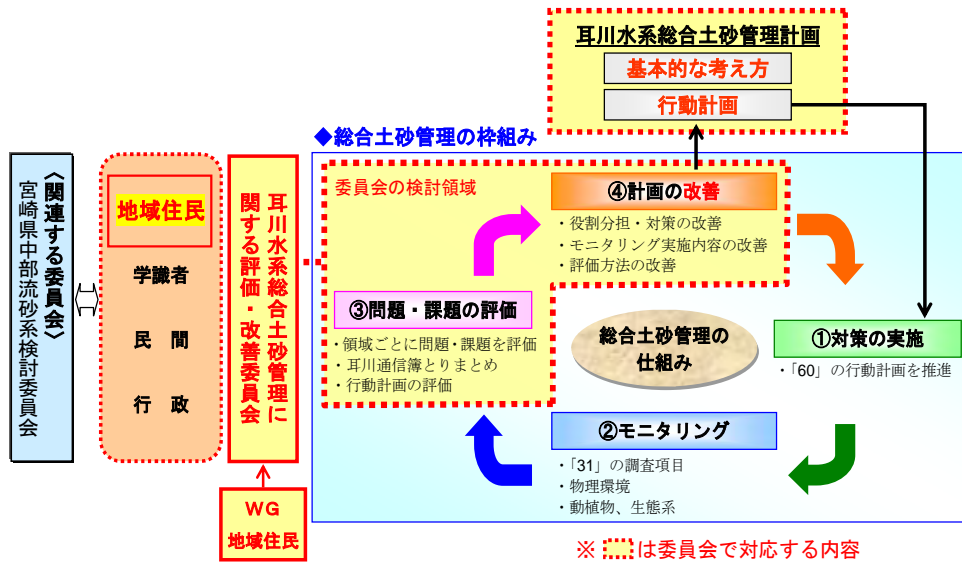 耳川水系総合土砂管理計画
基本的な考え方
行動計画
◆総合土砂管理の枠組み
〈関連する委員会〉
宮崎県中部流砂系検討委員会
地域住民
学識者
民　間
行　政
耳川水系総合土砂管理に
関する評価・改善委員会
WG
地域住民
委員会の検討領域
④計画の改善
・役割分担・対策の改善
・モニタリング実施内容の改善
・評価方法の改善
③問題・課題の評価
・領域ごとに問題・課題を評価
・耳川通信簿とりまとめ
・行動計画の評価
総合土砂管理の
仕組み
①対策の実施
・「60」の行動計画を推進
②モニタリング
・「31」の調査項目
・物理環境
・動植物、生態系
※ は委員会で対応する内容